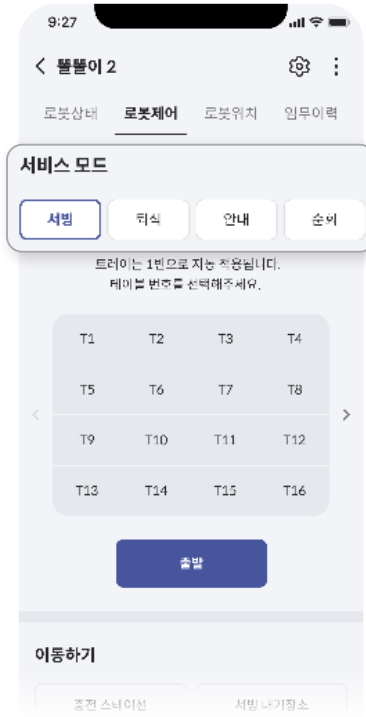 9:27
똘똘이 2
로봇상태 로봇제어 로봇위치 임무이력
서비스 모드
서빙 퇴식 안내 순회
트레이는 1번으로 자동 적용됩니다.
테이블 번호를 선택해주세요.
T1 T2 T3 T4
T5 T6 T7 T8
T9 T10 T11 T12
T13 T14 T15 T16
출발
이동하기
충전 스테이션 서빙 대기장소